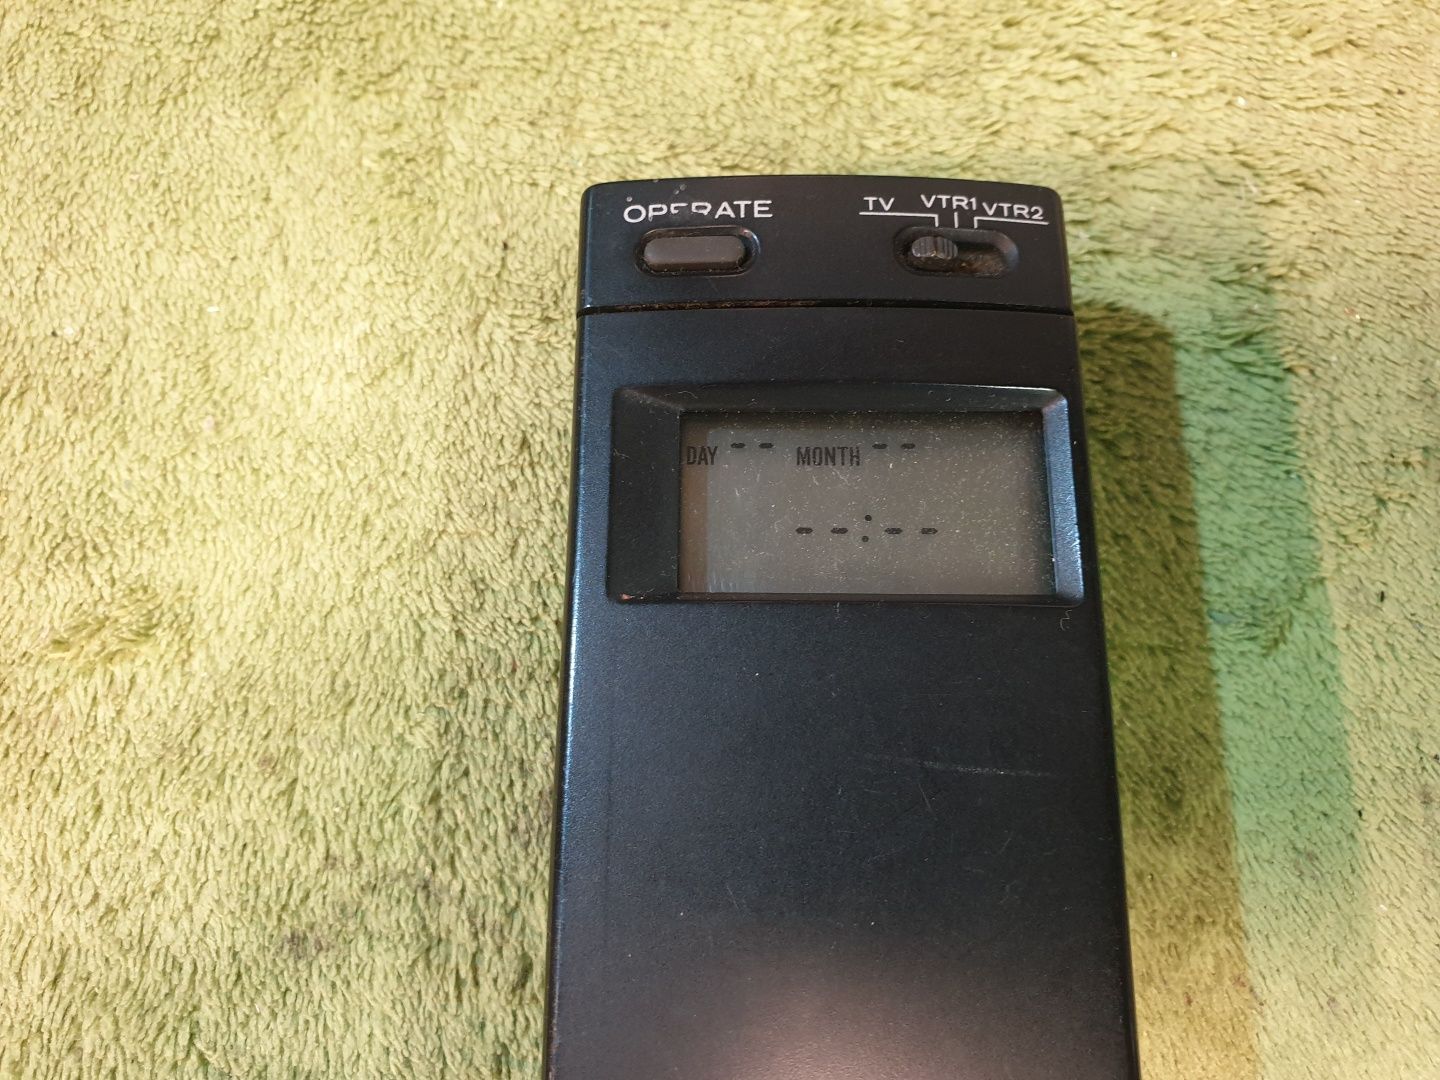 OPERATE TV VTR1 VTR2
DAY -- MONTH --
--:--